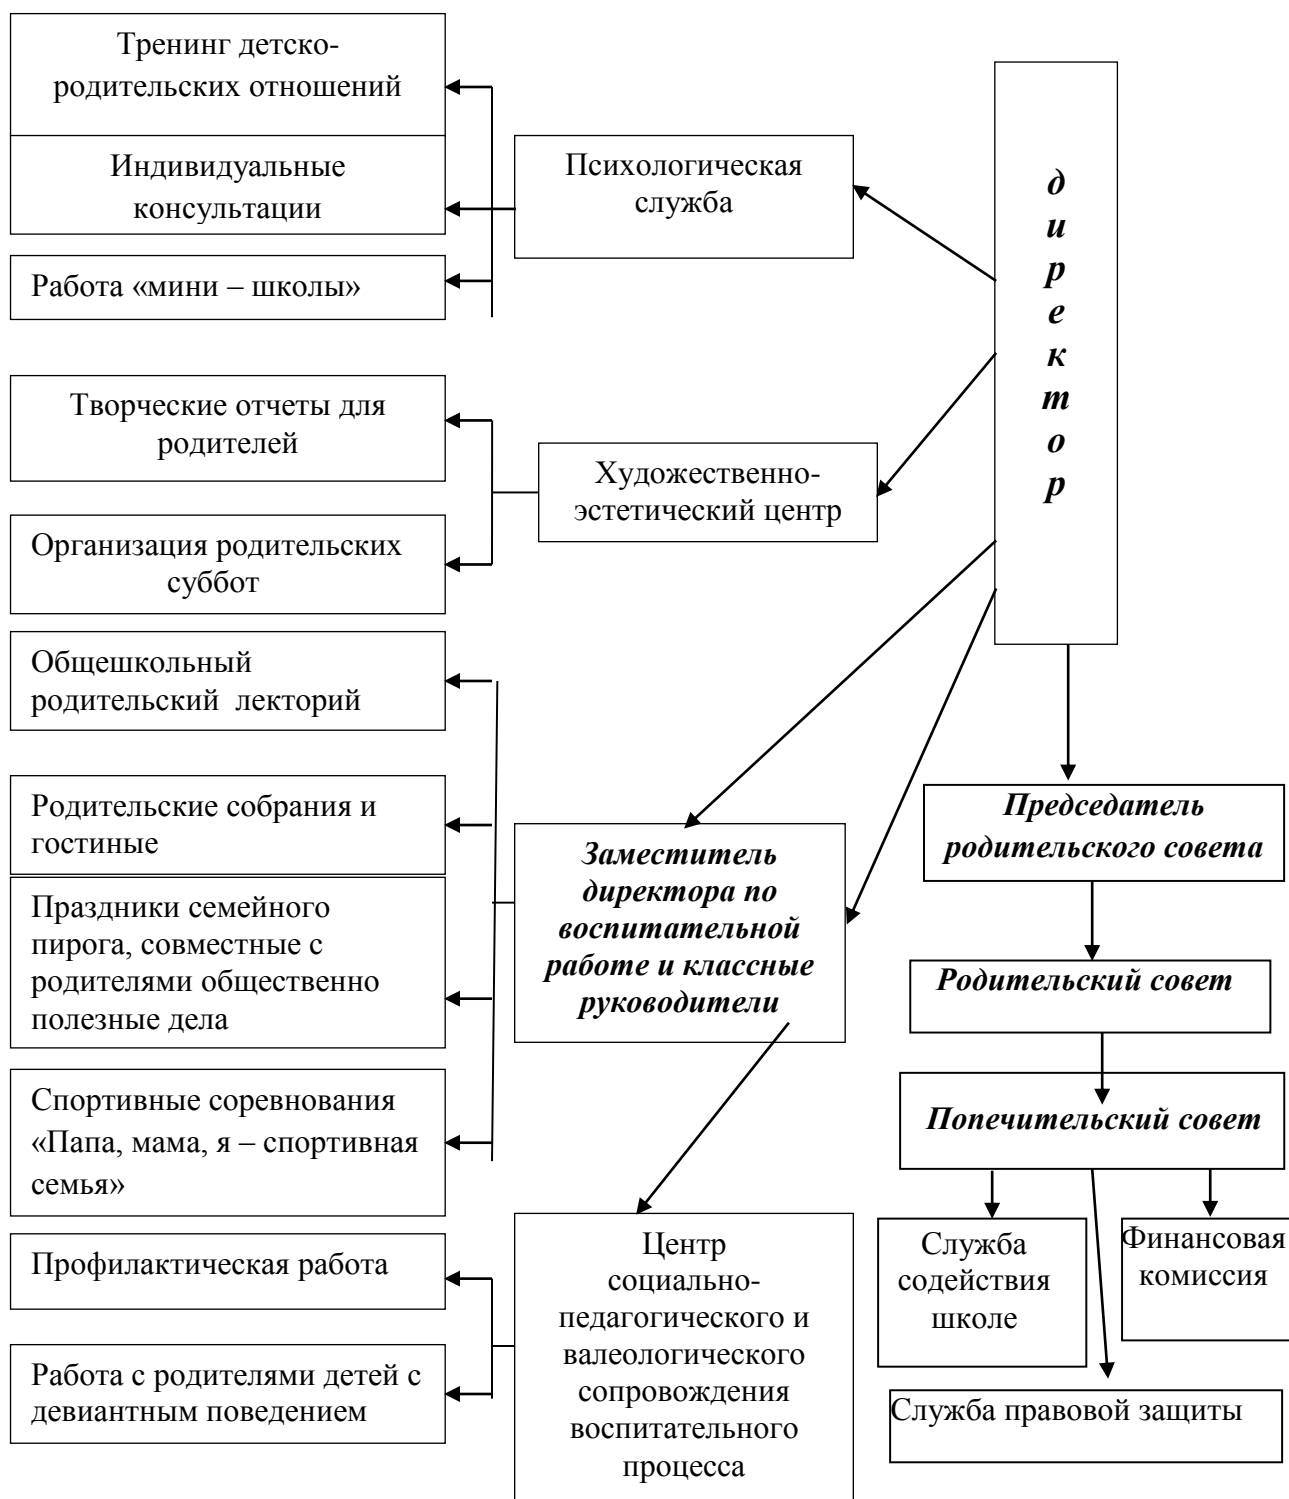 Тренинг детско-
родительских отношений
Индивидуальные
консультации
Работа «мини – школы»
Творческие отчеты для
родителей
Организация родительских
суббот
Общешкольный
родительский лекторий
Родительские собрания и
гостиные
Праздники семейного
пирога, совместные с
родителями общественно
полезные дела
Спортивные соревнования
«Папа, мама, я – спортивная
семья»
Профилактическая работа
Работа с родителями детей с
девиантным поведением
Психологическая
служба
Художественно-
эстетический центр
Заместитель
директора по
воспитательной
работе и классные
руководители
Центр
социально-
педагогического и
валеологического
сопровождения
воспитательного
процесса
д
и
р
е
к
т
о
р
Председатель
родительского совета
Родительский совет
Попечительский совет
Служба
содействия
школе
Финансовая
комиссия
Служба правовой защиты